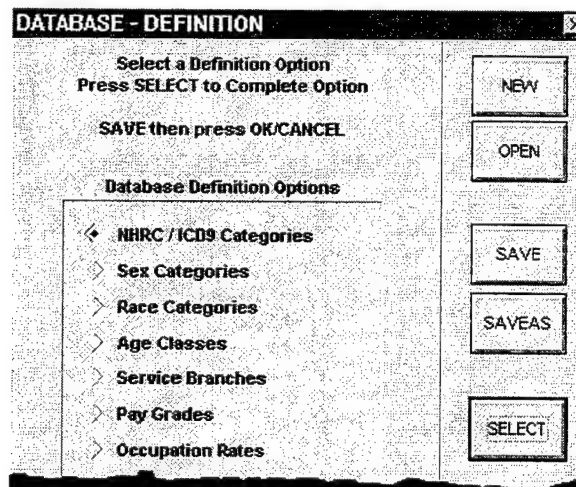 DATABASE - DEFINITION
Select a Definition Option
Press SELECT to Complete Option
SAVE then press OK/CANCEL
Database Definition Options
NHRC / ICD9 Categories
Sex Categories
Race Categories
Age Classes
Service Branches
Pay Grades
Occupation Rates
NEW
OPEN
SAVE
SAVEAS
SELECT